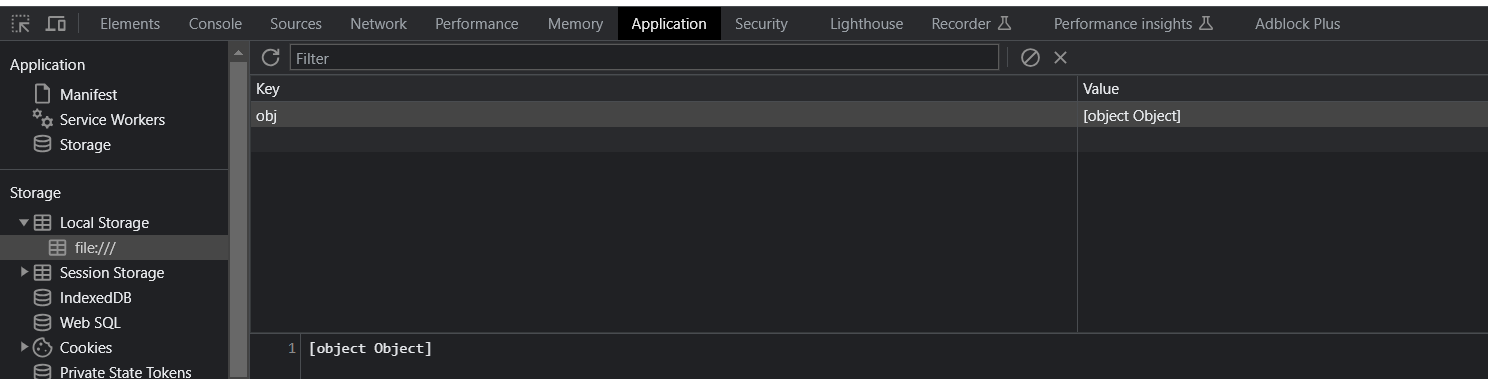 Elements Console Sources Network Performance Memory Application Security Lighthouse Recorder Performance insights Adblock Plus
Application
Manifest
Service Workers
Storage
Storage
Local Storage
file:///
Session Storage
IndexedDB
Web SQL
Cookies
Private State Tokens
Filter
Key Value
obj [object Object]
1 [object Object]